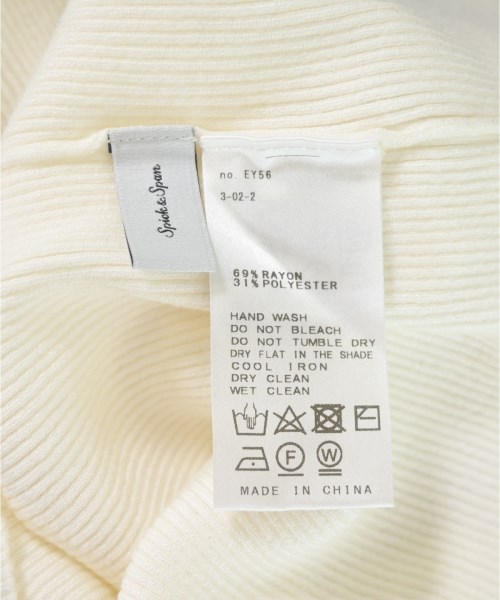 Spick&Span
no. EY56
3-02-2
69% RAYON
31% POLYESTER
HAND WASH
DO NOT BLEACH
DO NOT TUMBLE DRY
DRY FLAT IN THE SHADE
COOL IRON
DRY CLEAN
WET CLEAN
F W
MADE IN CHINA